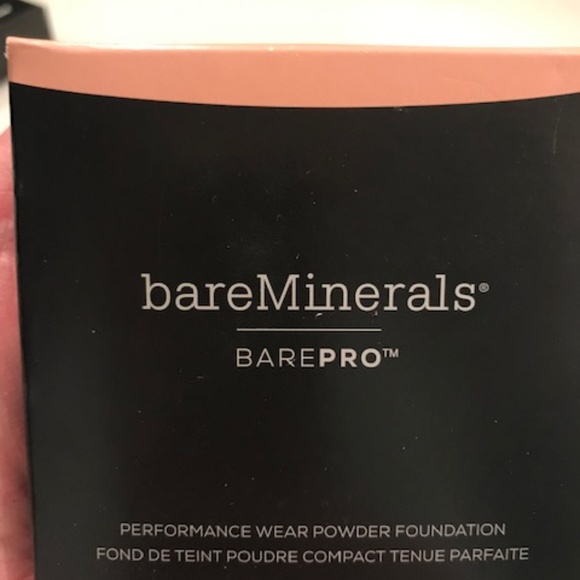 bareMinerals®
BAREPRO™
PERFORMANCE WEAR POWDER FOUNDATION
FOND DE TEINT POUDRE COMPACT TENUE PARFAITE